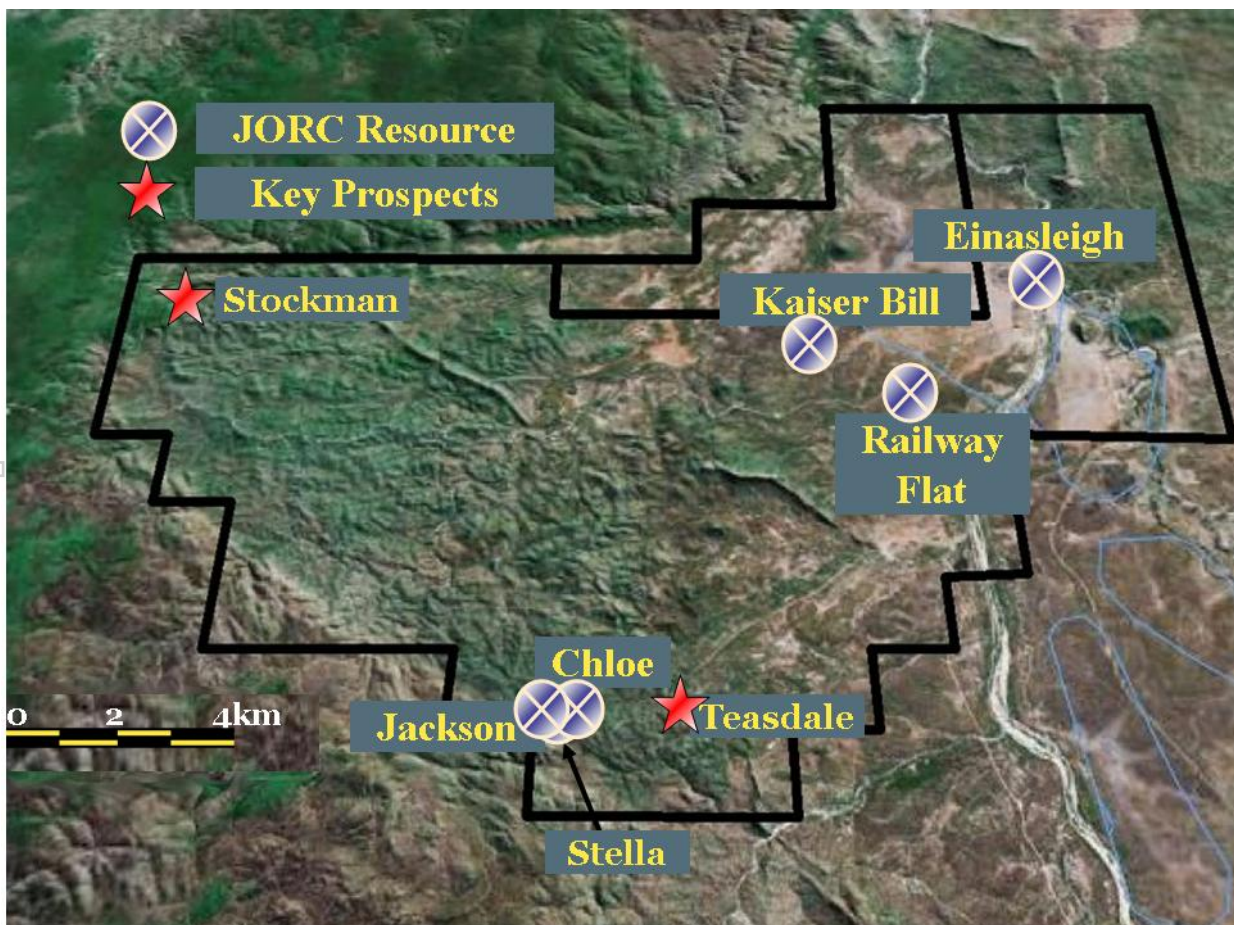 JORC Resource
Key Prospects
Einasleigh
Stockman
Kaiser Bill
Railway
Flat
Chloe
Jackson
Teasdale
Stella
0 2 4km